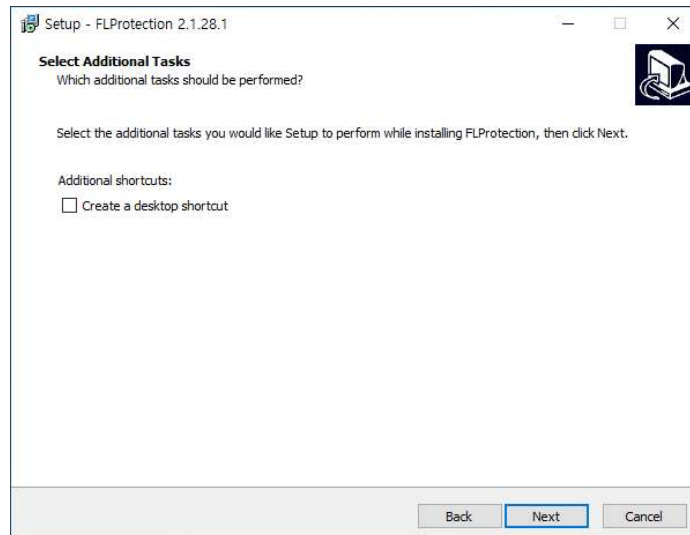 Setup - FLProtection 2.1.28.1
Select Additional Tasks
Which additional tasks should be performed?
Select the additional tasks you would like Setup to perform while installing FLProtection, then click Next.
Additional shortcuts:
Create a desktop shortcut
Back Next Cancel